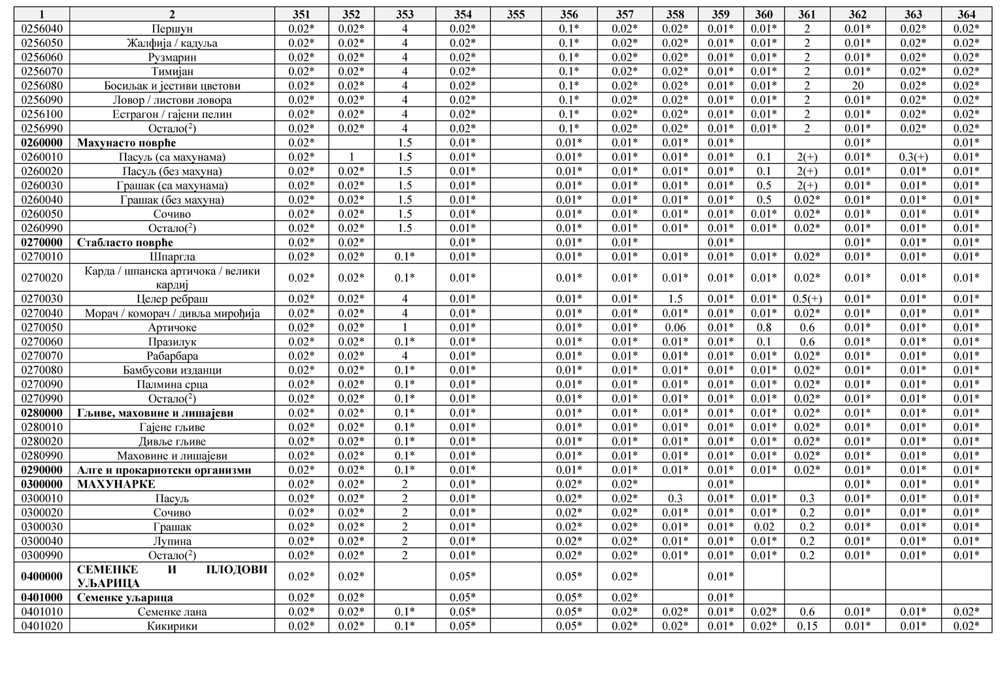 1 2 351 352 353 354 355 356 357 358 359 360 361 362 363 364
0256040 Першун 0.02* 0.02* 4 0.02* 0.1* 0.02* 0.02* 0.01* 0.01* 2 0.01* 0.02* 0.02*
0256050 Жалфија / кадуља 0.02* 0.02* 4 0.02* 0.1* 0.02* 0.02* 0.01* 0.01* 2 0.01* 0.02* 0.02*
0256060 Рузмарин 0.02* 0.02* 4 0.02* 0.1* 0.02* 0.02* 0.01* 0.01* 2 0.01* 0.02* 0.02*
0256070 Тимијан 0.02* 0.02* 4 0.02* 0.1* 0.02* 0.02* 0.01* 0.01* 2 0.01* 0.02* 0.02*
0256080 Босиљак и јестиви цветови 0.02* 0.02* 4 0.02* 0.1* 0.02* 0.02* 0.01* 0.01* 2 20 0.02* 0.02*
0256090 Ловор / листови ловора 0.02* 0.02* 4 0.02* 0.1* 0.02* 0.02* 0.01* 0.01* 2 0.01* 0.02* 0.02*
0256100 Естрагон / гајени пелин 0.02* 0.02* 4 0.02* 0.1* 0.02* 0.02* 0.01* 0.01* 2 0.01* 0.02* 0.02*
0256990 Остало(²) 0.02* 0.02* 4 0.02* 0.1* 0.02* 0.02* 0.01* 0.01* 2 0.01* 0.02* 0.02*
0260000 Махунасто поврће 0.02* 1.5 0.01* 0.01* 0.01* 0.01* 0.01* 0.01* 0.01*
0260010 Пасуљ (са махунама) 0.02* 1 1.5 0.01* 0.01* 0.01* 0.01* 0.01* 0.1 2(+) 0.01* 0.3(+) 0.01*
0260020 Пасуљ (без махуна) 0.02* 0.02* 1.5 0.01* 0.01* 0.01* 0.01* 0.01* 0.1 2(+) 0.01* 0.01* 0.01*
0260030 Грашак (са махунама) 0.02* 0.02* 1.5 0.01* 0.01* 0.01* 0.01* 0.01* 0.5 2(+) 0.01* 0.01* 0.01*
0260040 Грашак (без махуна) 0.02* 0.02* 1.5 0.01* 0.01* 0.01* 0.01* 0.01* 0.5 0.02* 0.01* 0.01* 0.01*
0260050 Сочиво 0.02* 0.02* 1.5 0.01* 0.01* 0.01* 0.01* 0.01* 0.01* 0.02* 0.01* 0.01* 0.01*
0260990 Остало(²) 0.02* 0.02* 1.5 0.01* 0.01* 0.01* 0.01* 0.01* 0.01* 0.02* 0.01* 0.01* 0.01*
0270000 Стабласто поврће 0.02* 0.02* 0.01* 0.01* 0.01* 0.01* 0.01* 0.01* 0.01*
0270010 Шпаргла 0.02* 0.02* 0.1* 0.01* 0.01* 0.01* 0.01* 0.01* 0.01* 0.02* 0.01* 0.01* 0.01*
0270020 Карда / шпанска артичока / велики
кардиј 0.02* 0.02* 0.1* 0.01* 0.01* 0.01* 0.01* 0.01* 0.01* 0.02* 0.01* 0.01* 0.01*
0270030 Целер ребраш 0.02* 0.02* 4 0.01* 0.01* 0.01* 1.5 0.01* 0.01* 0.5(+) 0.01* 0.01* 0.01*
0270040 Морач / коморач / дивља мирођија 0.02* 0.02* 4 0.01* 0.01* 0.01* 0.01* 0.01* 0.01* 0.02* 0.01* 0.01* 0.01*
0270050 Артичоке 0.02* 0.02* 1 0.01* 0.01* 0.01* 0.06 0.01* 0.8 0.6 0.01* 0.01* 0.01*
0270060 Празилук 0.02* 0.02* 0.1* 0.01* 0.01* 0.01* 0.01* 0.01* 0.1 0.6 0.01* 0.01* 0.01*
0270070 Рабарбара 0.02* 0.02* 4 0.01* 0.01* 0.01* 0.01* 0.01* 0.01* 0.02* 0.01* 0.01* 0.01*
0270080 Бамбусови изданци 0.02* 0.02* 0.1* 0.01* 0.01* 0.01* 0.01* 0.01* 0.01* 0.02* 0.01* 0.01* 0.01*
0270090 Палмина срца 0.02* 0.02* 0.1* 0.01* 0.01* 0.01* 0.01* 0.01* 0.01* 0.02* 0.01* 0.01* 0.01*
0270990 Остало(²) 0.02* 0.02* 0.1* 0.01* 0.01* 0.01* 0.01* 0.01* 0.01* 0.02* 0.01* 0.01* 0.01*
0280000 Гљиве, маховине и лишајеви 0.02* 0.02* 0.1* 0.01* 0.01* 0.01* 0.01* 0.01* 0.01* 0.02* 0.01* 0.01* 0.01*
0280010 Гајене гљиве 0.02* 0.02* 0.1* 0.01* 0.01* 0.01* 0.01* 0.01* 0.01* 0.02* 0.01* 0.01* 0.01*
0280020 Дивље гљиве 0.02* 0.02* 0.1* 0.01* 0.01* 0.01* 0.01* 0.01* 0.01* 0.02* 0.01* 0.01* 0.01*
0280990 Маховине и лишајеви 0.02* 0.02* 0.1* 0.01* 0.01* 0.01* 0.01* 0.01* 0.01* 0.02* 0.01* 0.01* 0.01*
0290000 Алге и прокариотски организми 0.02* 0.02* 0.1* 0.01* 0.01* 0.01* 0.01* 0.01* 0.01* 0.02* 0.01* 0.01* 0.01*
0300000 МАХУНАРКЕ 0.02* 0.02* 2 0.01* 0.02* 0.02* 0.01* 0.01* 0.01* 0.01*
0300010 Пасуљ 0.02* 0.02* 2 0.01* 0.02* 0.02* 0.3 0.01* 0.01* 0.3 0.01* 0.01* 0.01*
0300020 Сочиво 0.02* 0.02* 2 0.01* 0.02* 0.02* 0.01* 0.01* 0.01* 0.2 0.01* 0.01* 0.01*
0300030 Грашак 0.02* 0.02* 2 0.01* 0.02* 0.02* 0.01* 0.01* 0.02 0.2 0.01* 0.01* 0.01*
0300040 Лупина 0.02* 0.02* 2 0.01* 0.02* 0.02* 0.01* 0.01* 0.01* 0.2 0.01* 0.01* 0.01*
0300990 Остало(²) 0.02* 0.02* 2 0.01* 0.02* 0.02* 0.01* 0.01* 0.01* 0.2 0.01* 0.01* 0.01*
0400000 СЕМЕНКЕ И ПЛОДОВИ
УЉАРИЦА 0.02* 0.02* 0.05* 0.05* 0.02* 0.01*
0401000 Семенке уљарица 0.02* 0.02* 0.05* 0.05* 0.02* 0.01*
0401010 Семенке лана 0.02* 0.02* 0.1* 0.05* 0.05* 0.02* 0.02* 0.01* 0.02* 0.6 0.01* 0.01* 0.02*
0401020 Кикирики 0.02* 0.02* 0.1* 0.05* 0.05* 0.02* 0.02* 0.01* 0.02* 0.15 0.01* 0.01* 0.02*